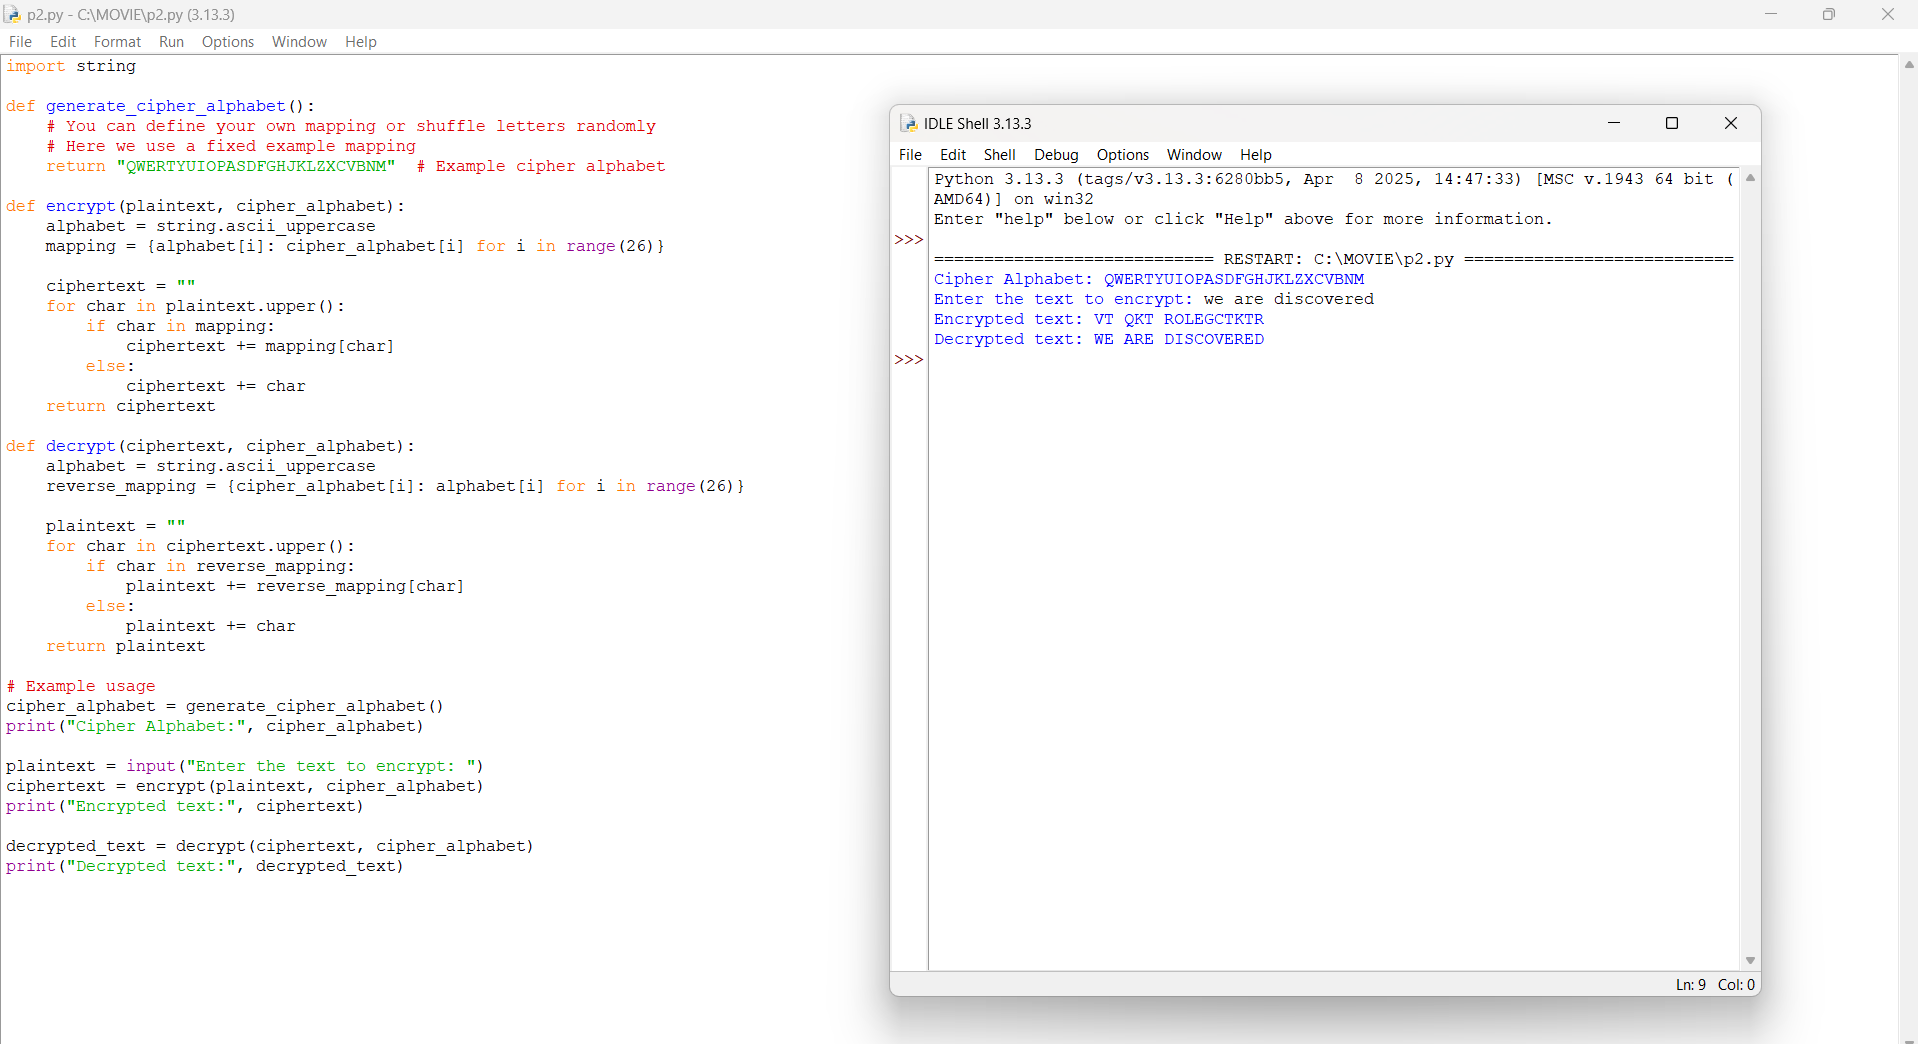 p2.py - C:\MOVIE\p2.py (3.13.3)
File Edit Format Run Options Window Help
import string

def generate_cipher_alphabet():
    # You can define your own mapping or shuffle letters randomly
    # Here we use a fixed example mapping
    return "QWERTYUIOPASDFGHJKLZXCVBNM"  # Example cipher alphabet

def encrypt(plaintext, cipher_alphabet):
    alphabet = string.ascii_uppercase
    mapping = {alphabet[i]: cipher_alphabet[i] for i in range(26)}

    ciphertext = ""
    for char in plaintext.upper():
        if char in mapping:
            ciphertext += mapping[char]
        else:
            ciphertext += char
    return ciphertext

def decrypt(ciphertext, cipher_alphabet):
    alphabet = string.ascii_uppercase
    reverse_mapping = {cipher_alphabet[i]: alphabet[i] for i in range(26)}

    plaintext = ""
    for char in ciphertext.upper():
        if char in reverse_mapping:
            plaintext += reverse_mapping[char]
        else:
            plaintext += char
    return plaintext

# Example usage
cipher_alphabet = generate_cipher_alphabet()
print("Cipher Alphabet:", cipher_alphabet)

plaintext = input("Enter the text to encrypt: ")
ciphertext = encrypt(plaintext, cipher_alphabet)
print("Encrypted text:", ciphertext)

decrypted_text = decrypt(ciphertext, cipher_alphabet)
print("Decrypted text:", decrypted_text)

IDLE Shell 3.13.3
File Edit Shell Debug Options Window Help
Python 3.13.3 (tags/v3.13.3:6280bb5, Apr  8 2025, 14:47:33) [MSC v.1943 64 bit (
AMD64)] on win32
Enter "help" below or click "Help" above for more information.
>>>
============================ RESTART: C:\MOVIE\p2.py ===========================
Cipher Alphabet: QWERTYUIOPASDFGHJKLZXCVBNM
Enter the text to encrypt: we are discovered
Encrypted text: VT QKT ROLEGCTKTR
Decrypted text: WE ARE DISCOVERED
>>>
Ln: 9 Col: 0